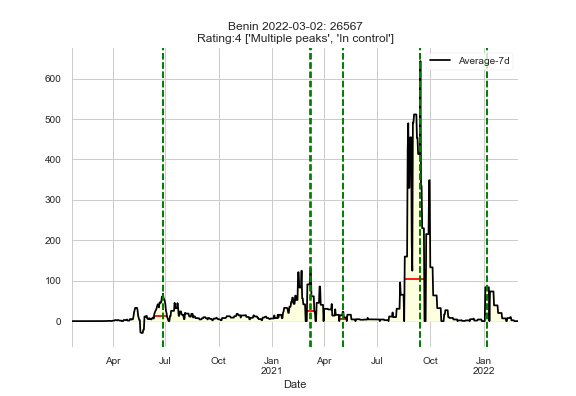 Benin 2022-03-02: 26567
Rating:4 ['Multiple peaks', 'In control']
Average-7d
600
500
400
300
200
100
0
Apr
Jul
Oct
Jan
2021
Apr
Jul
Oct
Jan
2022
Date